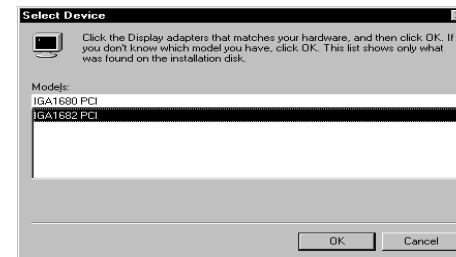 Select Device
Click the Display adapters that matches your hardware, and then click OK. If
you don't know which model you have, click OK. This list shows only what
was found on the installation disk.
Models:
IGA1680 PCI
IGA1682 PCI
OK
Cancel